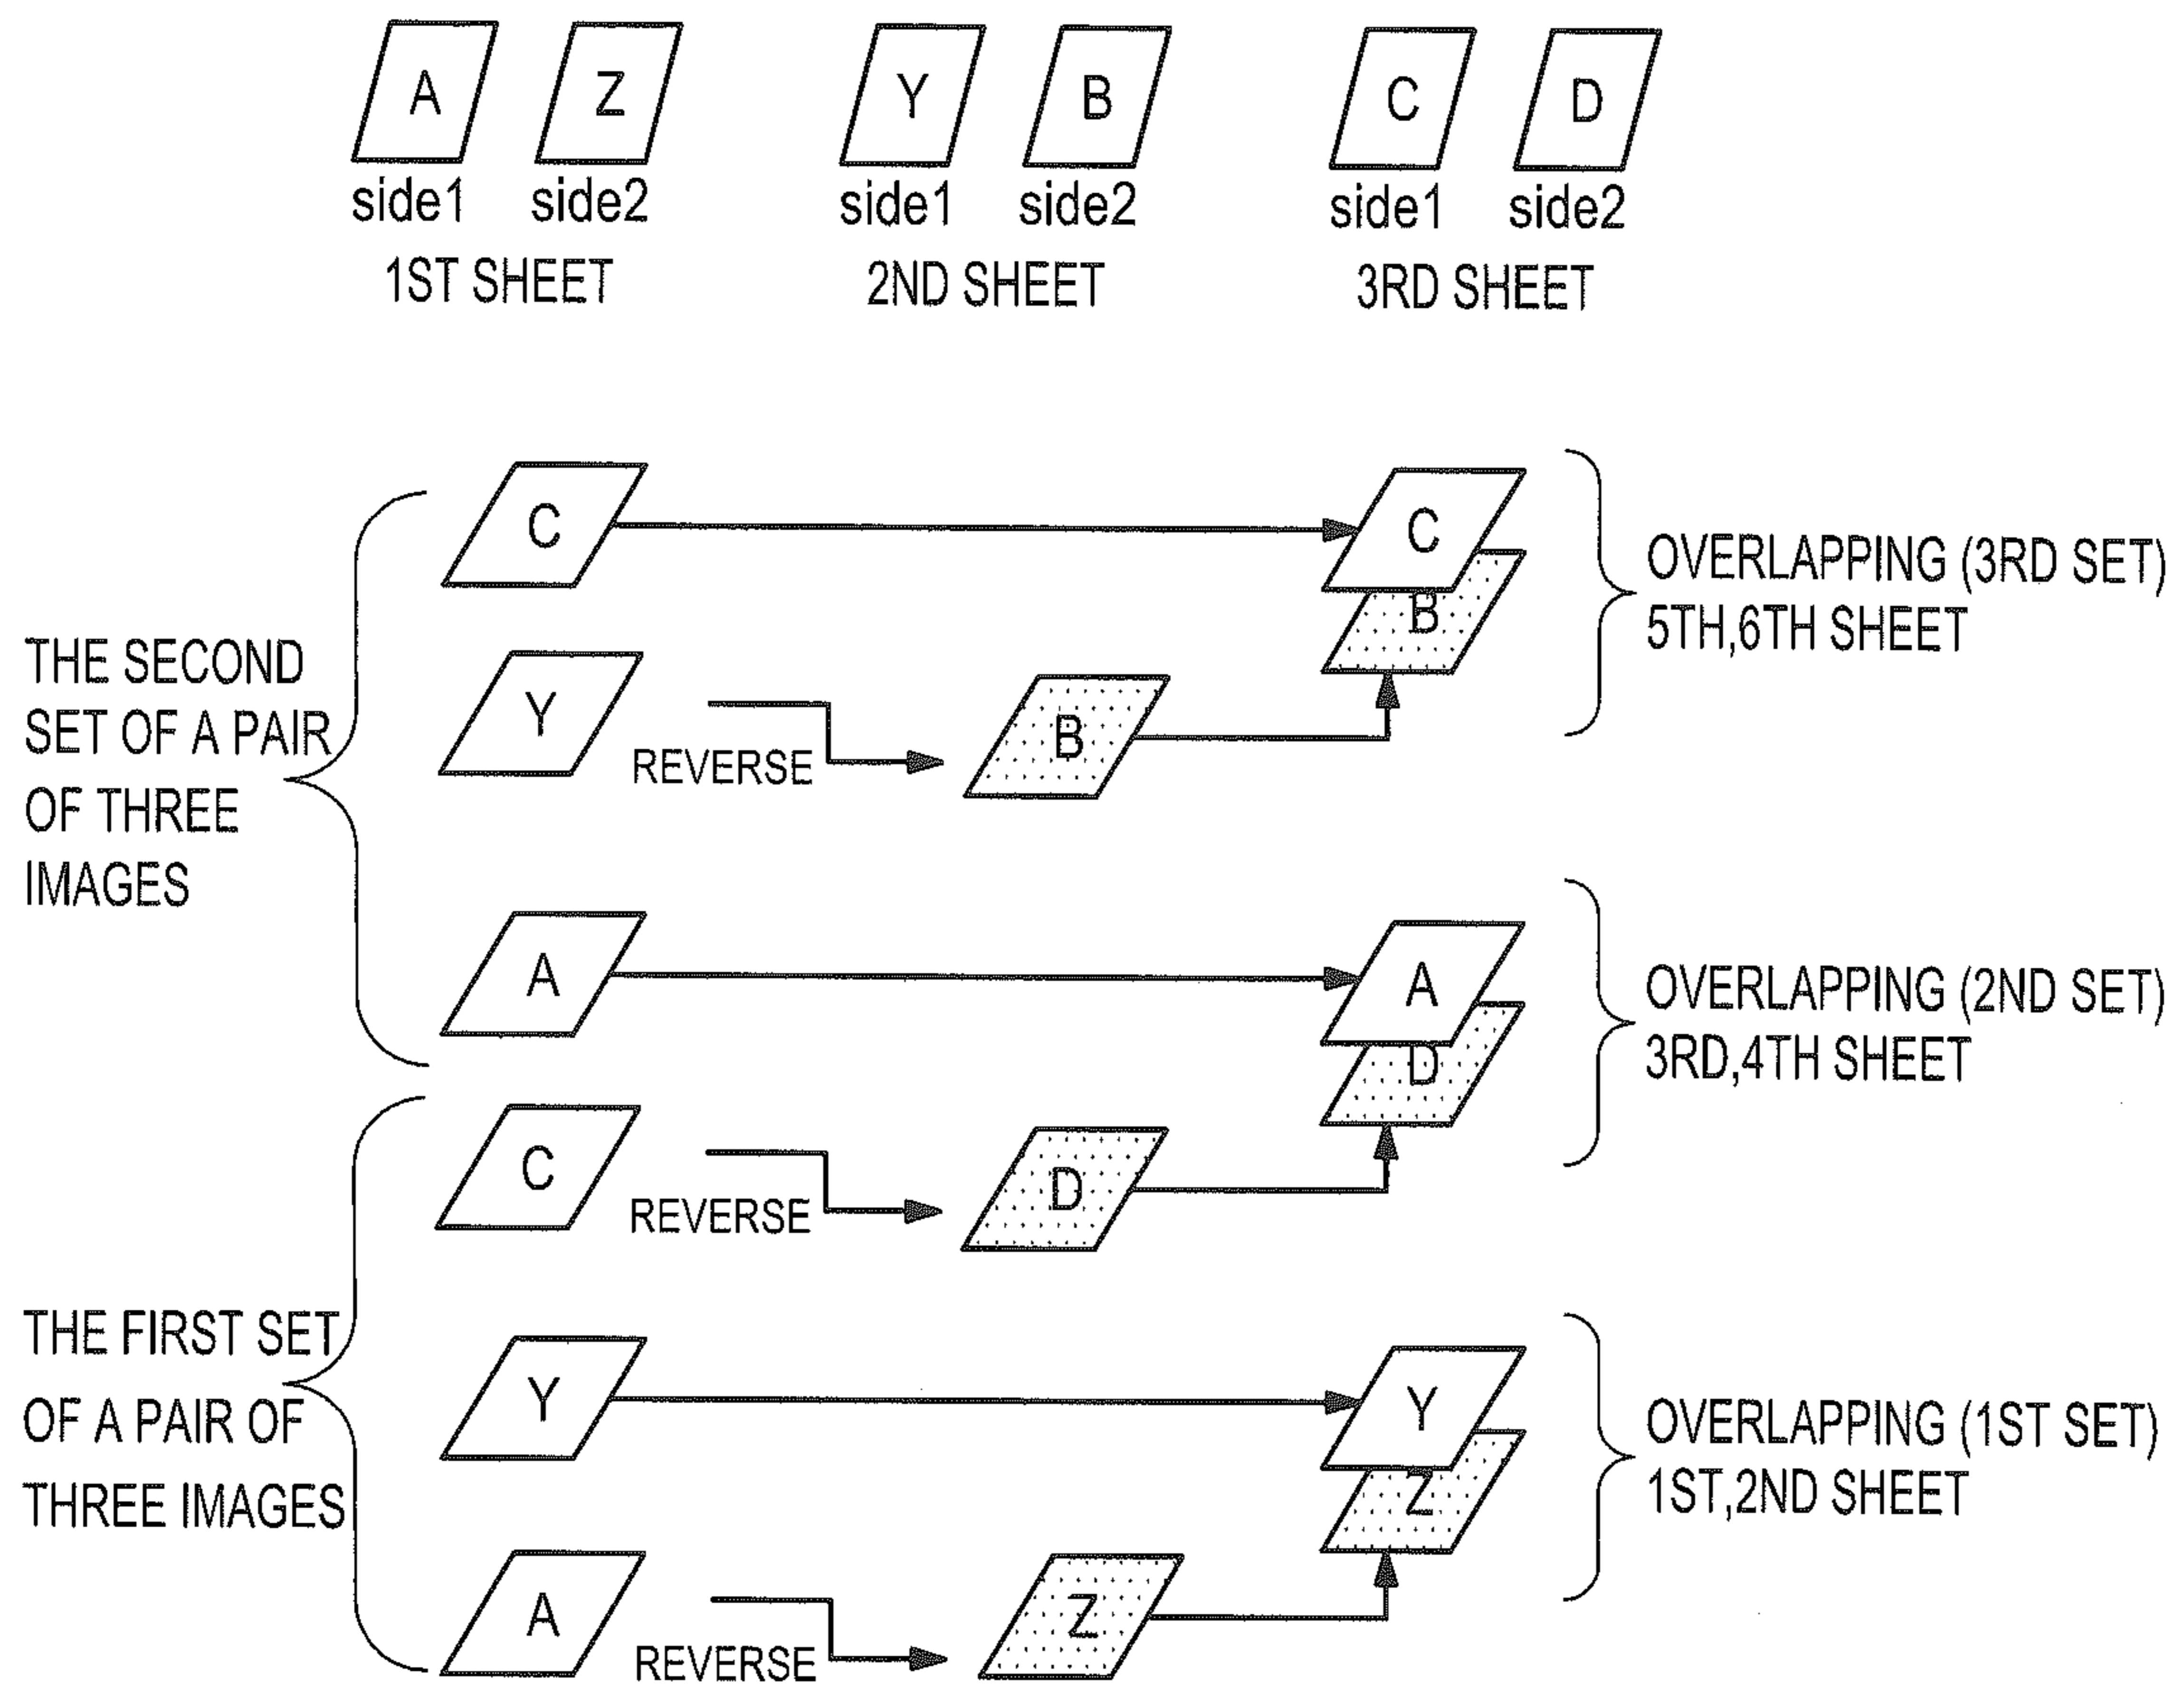 A Z Y B C D
side1 side2 side1 side2 side1 side2
1ST SHEET 2ND SHEET 3RD SHEET
C C
B
OVERLAPPING (3RD SET)
5TH,6TH SHEET
THE SECOND
SET OF A PAIR
OF THREE
IMAGES
Y
REVERSE
B
A A
D
OVERLAPPING (2ND SET)
3RD,4TH SHEET
C
REVERSE
D
THE FIRST SET
OF A PAIR OF
THREE IMAGES
Y Y
Z
OVERLAPPING (1ST SET)
1ST,2ND SHEET
A
REVERSE
Z